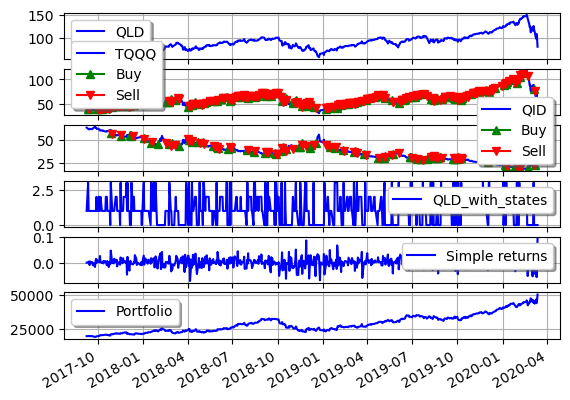 150
100
QLD
TQQQ
Buy
Sell
100
50
QID
Buy
Sell
50
25
2.5
0.0
QLD_with_states
0.1
0.0
Simple returns
50000
25000
Portfolio
2017-10
2018-01
2018-04
2018-07
2018-10
2019-01
2019-04
2019-07
2019-10
2020-01
2020-04